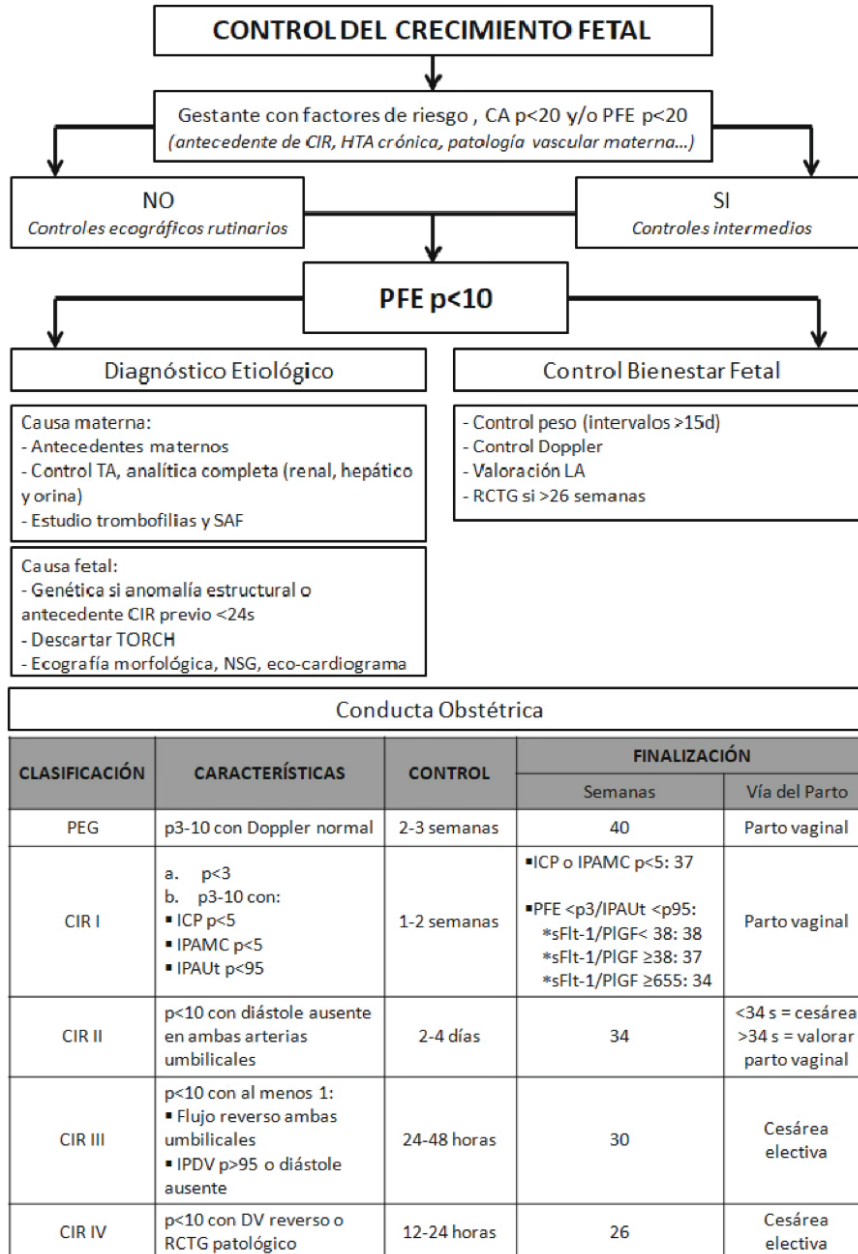 CONTROL DEL CRECIMIENTO FETAL
Gestante con factores de riesgo , CA p<20 y/o PFE p<20
(antecedente de CIR, HTA crónica, patología vascular materna...)
NO
Controles ecográficos rutinarios
SI
Controles intermedios
PFE p<10
Diagnóstico Etiológico
Control Bienestar Fetal
Causa materna:
- Antecedentes maternos
- Control TA, analítica completa (renal, hepático
y orina)
- Estudio trombofilias y SAF
- Control peso (intervalos >15d)
- Control Doppler
- Valoración LA
- RCTG si >26 semanas
Causa fetal:
- Genética si anomalía estructural o
antecedente CIR previo <24s
- Descartar TORCH
- Ecografía morfológica, NSG, eco-cardiograma
Conducta Obstétrica
CLASIFICACIÓN
CARACTERÍSTICAS
CONTROL
FINALIZACIÓN
Semanas
Vía del Parto
PEG
p3-10 con Doppler normal
2-3 semanas
40
Parto vaginal
CIR I
a. p<3
b. p3-10 con:
▪ ICP p<5
▪ IPAMC p<5
▪ IPAUt p<95
1-2 semanas
▪ICP o IPAMC p<5: 37
▪PFE <p3/IPAUt <p95:
*sFlt-1/PlGF< 38: 38
*sFlt-1/PlGF ≥38: 37
*sFlt-1/PlGF ≥655: 34
Parto vaginal
CIR II
p<10 con diástole ausente
en ambas arterias
umbilicales
2-4 días
34
<34 s = cesárea
>34 s = valorar
parto vaginal
CIR III
p<10 con al menos 1:
▪ Flujo reverso ambas
umbilicales
▪ IPDV p>95 o diástole
ausente
24-48 horas
30
Cesárea
electiva
CIR IV
p<10 con DV reverso o
RCTG patológico
12-24 horas
26
Cesárea
electiva